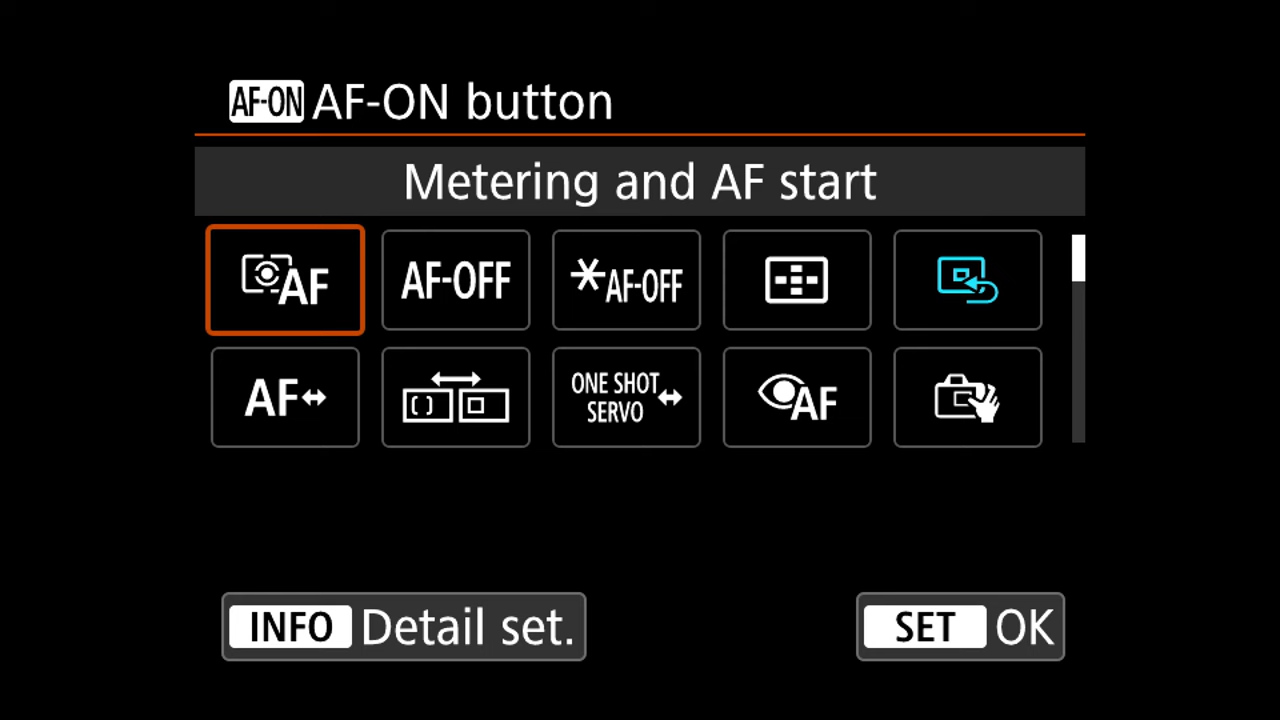 AF-ON AF-ON button
Metering and AF start
AF AF-OFF *AF-OFF
AF ONE SHOT SERVO AF
INFO Detail set. SET OK